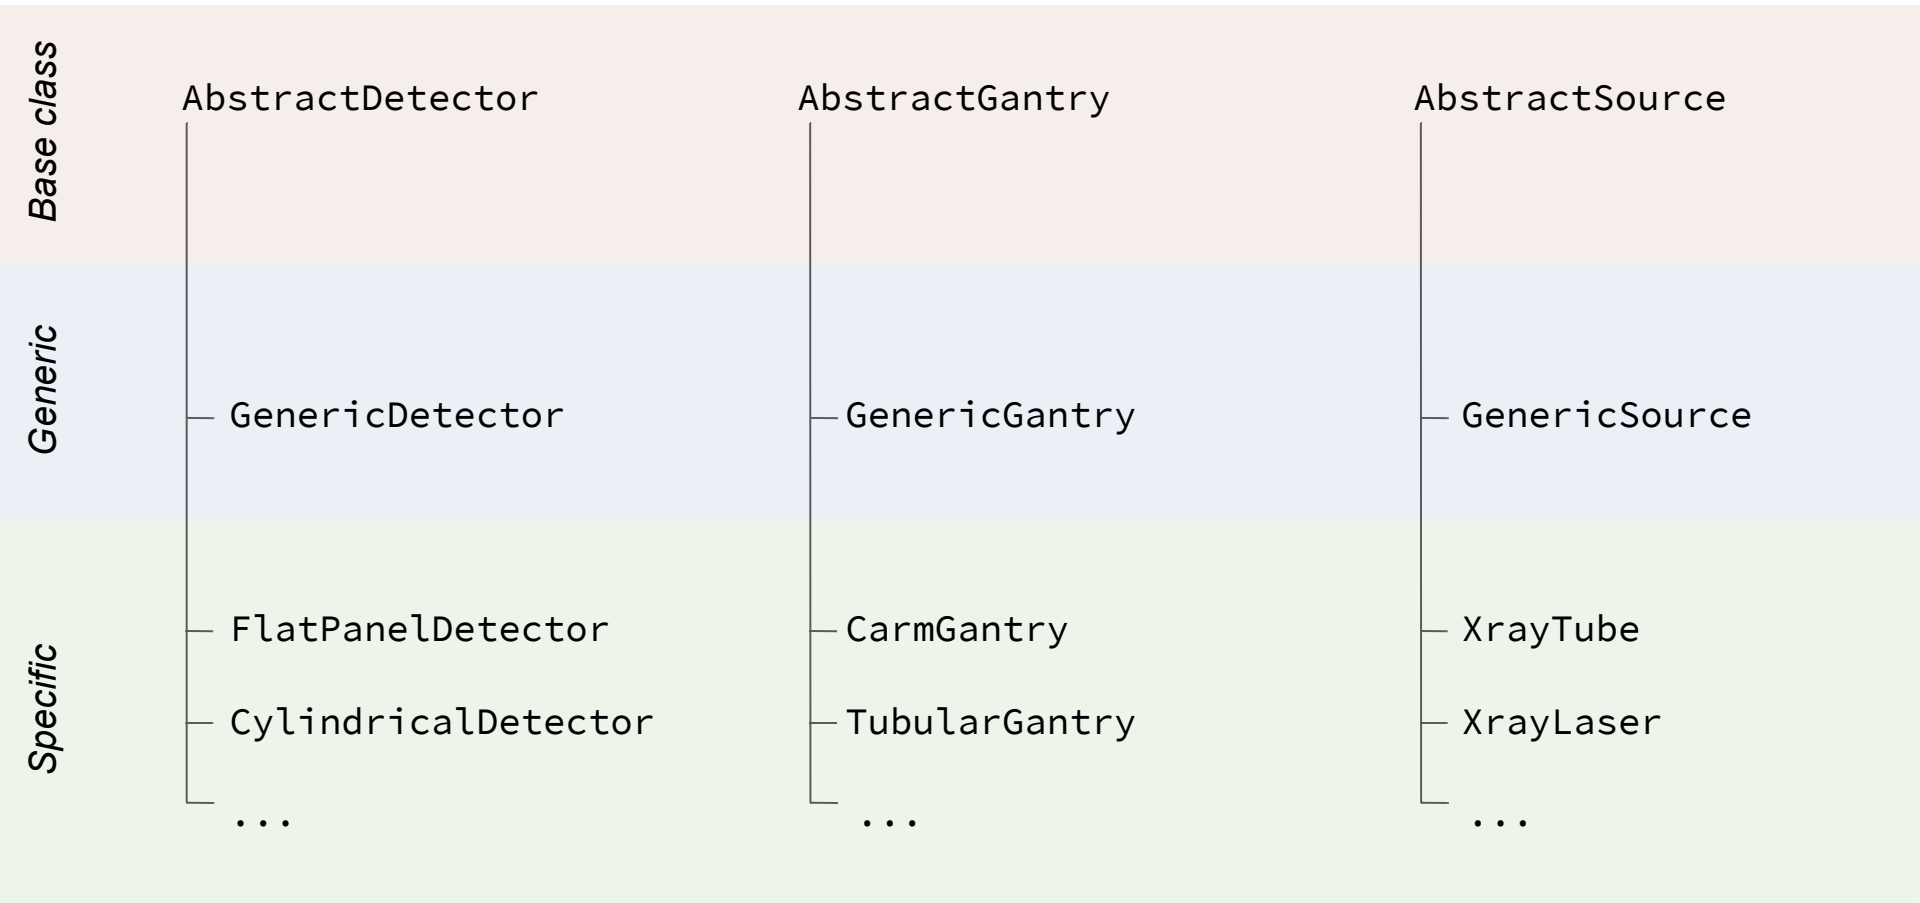 Base class
AbstractDetector
AbstractGantry
AbstractSource
Generic
GenericDetector
GenericGantry
GenericSource
Specific
FlatPanelDetector
CarmGantry
XrayTube
CylindricalDetector
TubularGantry
XrayLaser
...
...
...